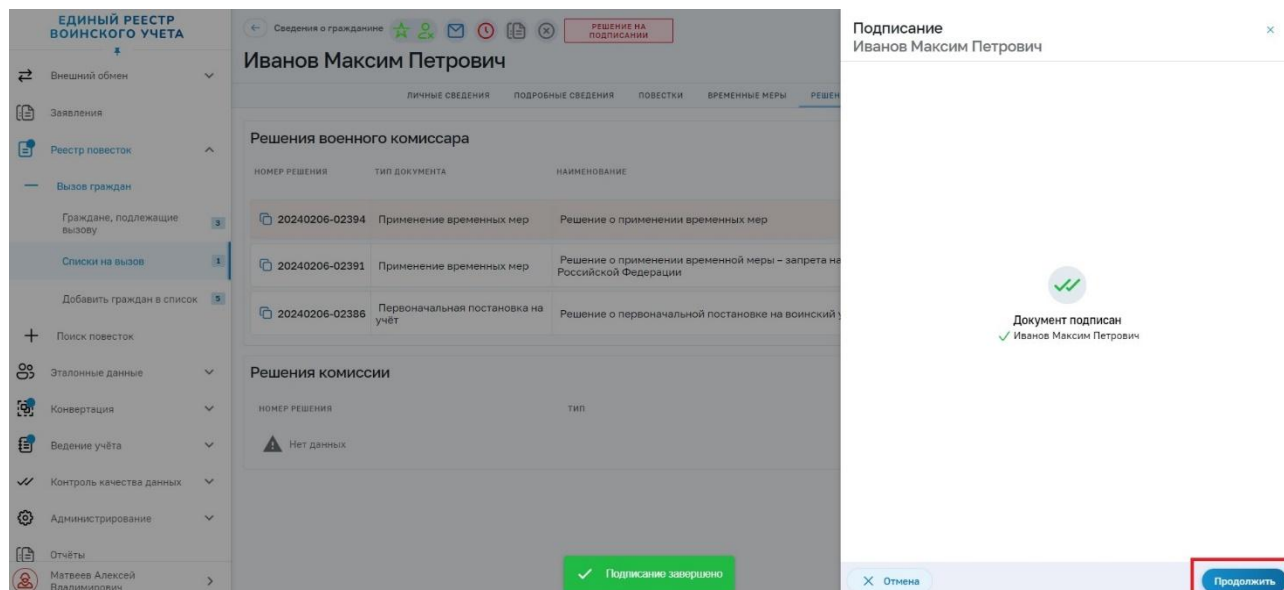 ЕДИНЫЙ РЕЕСТР
ВОИНСКОГО УЧЕТА
Внешний обмен
Заявления
Реестр повесток
Вызов граждан
Граждане, подлежащие
вызову
3
Списки на вызов
1
Добавить граждан в список
5
Поиск повесток
Эталонные данные
Конвертация
Ведение учёта
Контроль качества данных
Администрирование
Отчёты
Матвеев Алексей
Владимирович
Сведения о гражданине
РЕШЕНИЕ НА
ПОДПИСАНИИ
Иванов Максим Петрович
ЛИЧНЫЕ СВЕДЕНИЯ ПОДРОБНЫЕ СВЕДЕНИЯ ПОВЕСТКИ ВРЕМЕННЫЕ МЕРЫ РЕШЕН
Решения военного комиссара
НОМЕР РЕШЕНИЯ ТИП ДОКУМЕНТА НАИМЕНОВАНИЕ
20240206-02394 Применение временных мер Решение о применении временных мер
20240206-02391 Применение временных мер Решение о применении временной меры – запрета на
Российской Федерации
20240206-02386 Первоначальная постановка на
учёт
Решение о первоначальной постановке на воинский у
Решения комиссии
НОМЕР РЕШЕНИЯ ТИП
Нет данных
Подписание завершено
Подписание
Иванов Максим Петрович
Документ подписан
Иванов Максим Петрович
Отмена
Продолжить